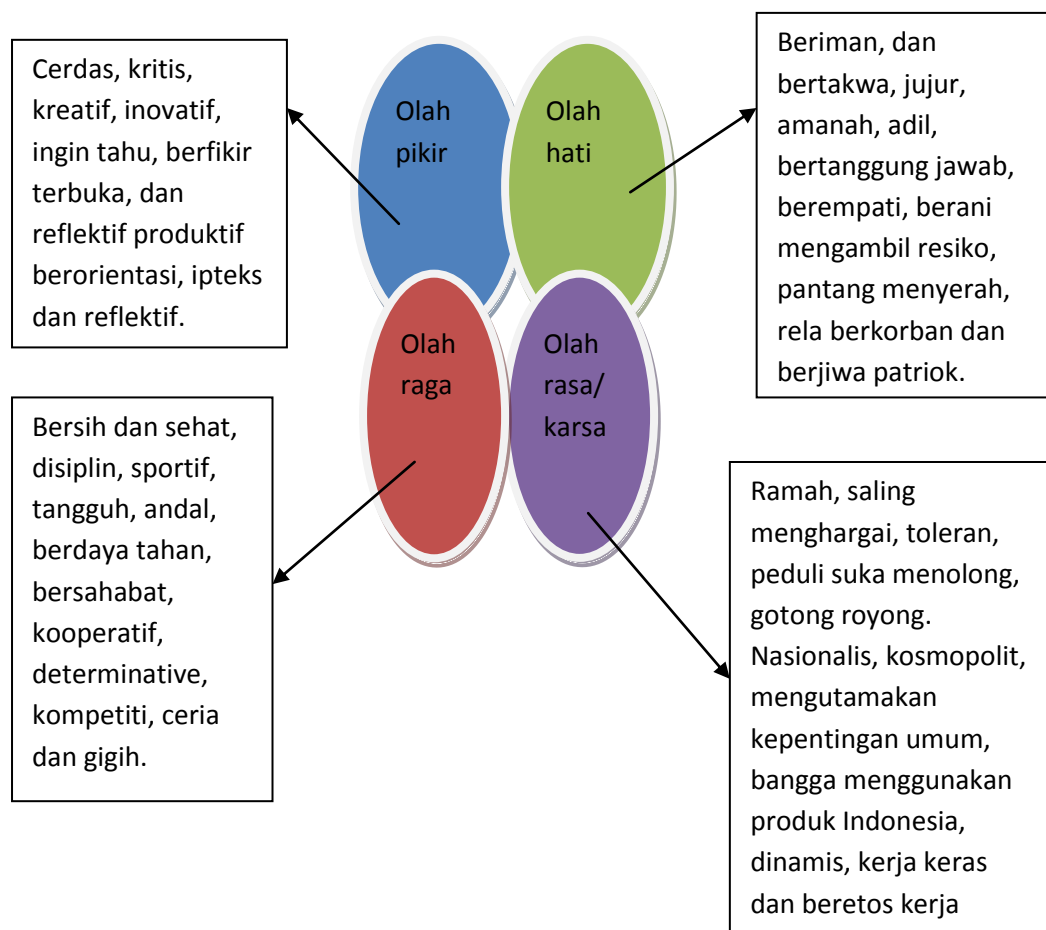 Cerdas, kritis,
kreatif, inovatif,
ingin tahu, berfikir
terbuka, dan
reflektif produktif
berorientasi, ipteks
dan reflektif.
Olah
pikir
Olah
hati
Beriman, dan
bertakwa, jujur,
amanah, adil,
bertanggung jawab,
berempati, berani
mengambil resiko,
pantang menyerah,
rela berkorban dan
berjiwa patriok.
Bersih dan sehat,
disiplin, sportif,
tangguh, andal,
berdaya tahan,
bersahabat,
kooperatif,
determinative,
kompetiti, ceria
dan gigih.
Olah
raga
Olah
rasa/
karsa
Ramah, saling
menghargai, toleran,
peduli suka menolong,
gotong royong.
Nasionalis, kosmopolit,
mengutamakan
kepentingan umum,
bangga menggunakan
produk Indonesia,
dinamis, kerja keras
dan beretos kerja